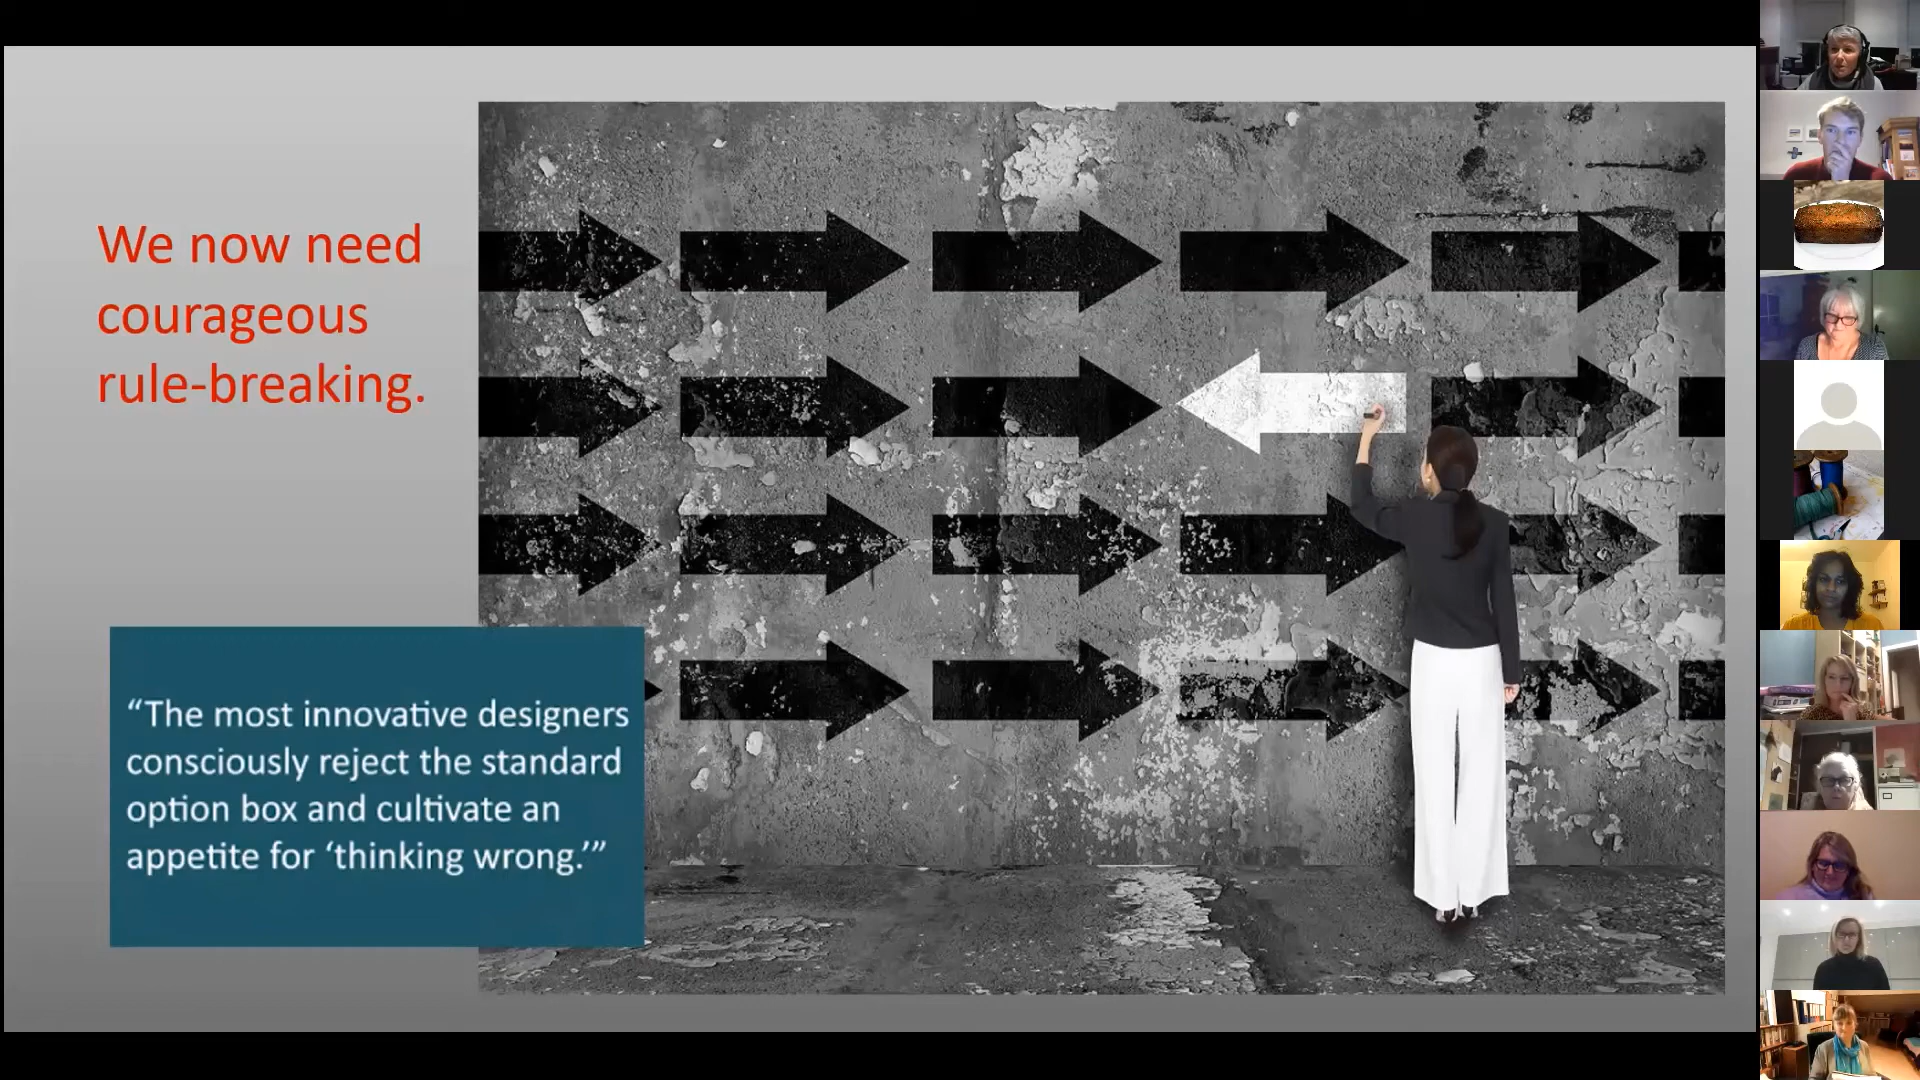 We now need
courageous
rule-breaking.
“The most innovative designers
consciously reject the standard
option box and cultivate an
appetite for ‘thinking wrong.’”